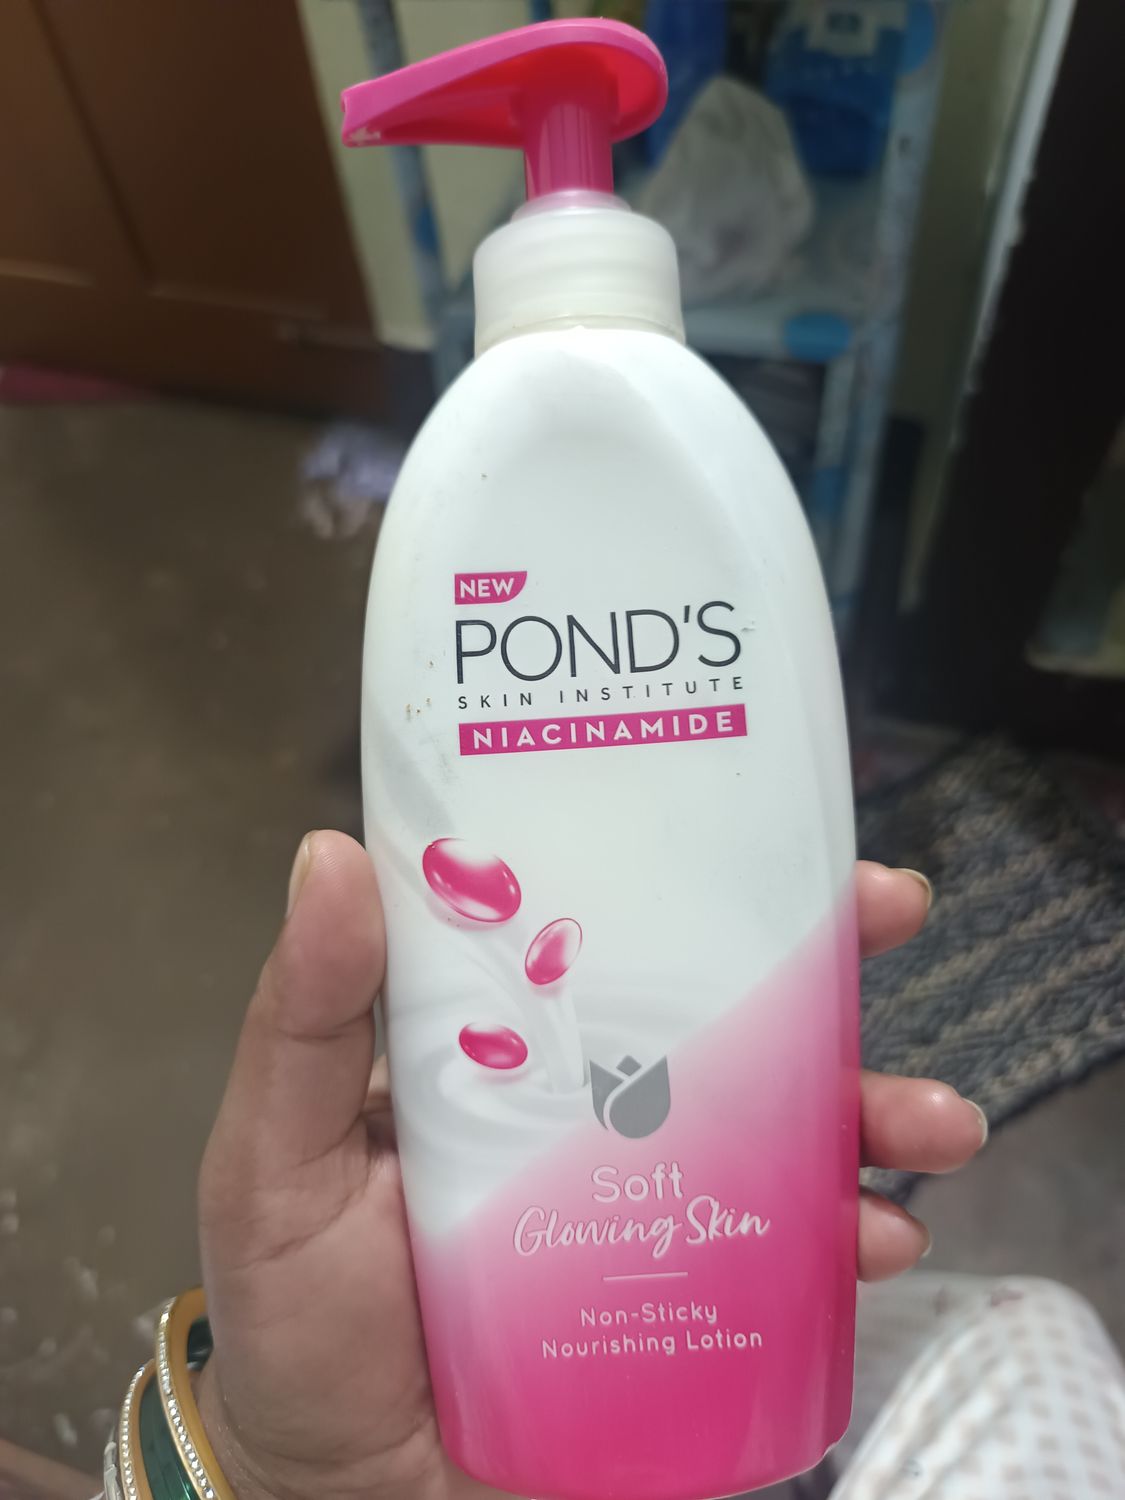 NEW
POND'S
SKIN INSTITUTE
NIACINAMIDE
Soft
Glowing Skin
Non-Sticky
Nourishing Lotion